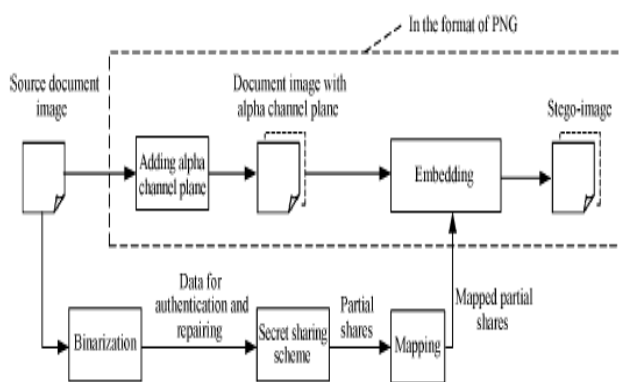 In the format of PNG
Source document
image
Document image with
alpha channel plane
Stego-image
Adding alpha
channel plane
Embedding
Data for
authentication and
repairing
Partial
shares
Mapped partial
shares
Binarization
Secret sharing
scheme
Mapping